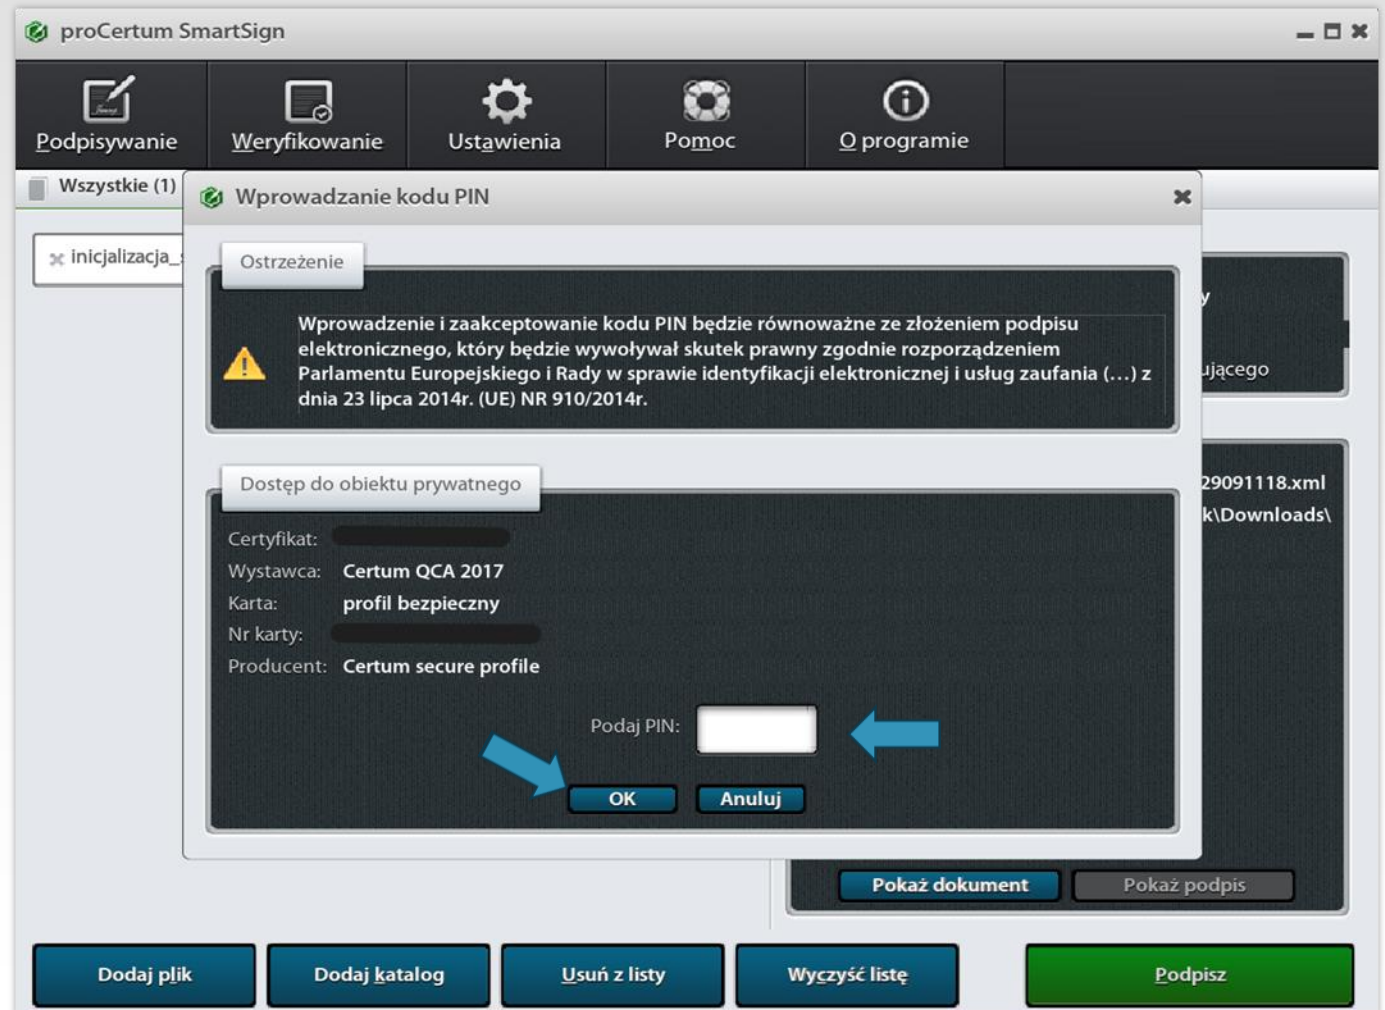 proCertum SmartSign
Podpisywanie
Weryfikowanie
Ustawienia
Pomoc
O programie
Wszystkie (1)
Wprowadzanie kodu PIN
inicjalizacja_
Ostrzeżenie
Wprowadzenie i zaakceptowanie kodu PIN będzie równoważne ze złożeniem podpisu
elektronicznego, który będzie wywoływał skutek prawny zgodnie rozporządzeniem
Parlamentu Europejskiego i Rady w sprawie identyfikacji elektronicznej i usług zaufania (...) z
dnia 23 lipca 2014r. (UE) NR 910/2014r.
ującego
Dostęp do obiektu prywatnego
29091118.xml
k\Downloads\
Certyfikat:
Wystawca: Certum QCA 2017
Karta: profil bezpieczny
Nr karty:
Producent: Certum secure profile
Podaj PIN:
OK
Anuluj
Pokaż dokument
Pokaż podpis
Dodaj plik
Dodaj katalog
Usuń z listy
Wyczyść listę
Podpisz